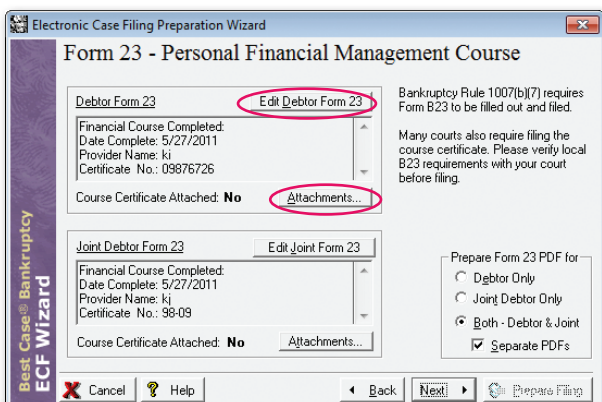 Electronic Case Filing Preparation Wizard
Form 23 - Personal Financial Management Course
Debtor Form 23
Edit Debtor Form 23
Financial Course Completed:
Date Complete: 5/27/2011
Provider Name: ki
Certificate No.: 09876726
Course Certificate Attached: No
Attachments...
Bankruptcy Rule 1007(b)(7) requires
Form B23 to be filled out and filed.
Many courts also require filing the
course certificate. Please verify local
B23 requirements with your court
before filing.
Joint Debtor Form 23
Edit Joint Form 23
Financial Course Completed:
Date Complete: 5/27/2011
Provider Name: kj
Certificate No.: 98-09
Course Certificate Attached: No
Attachments...
Prepare Form 23 PDF for
Debtor Only
Joint Debtor Only
Both - Debtor & Joint
Separate PDFs
Best Case® Bankruptcy
ECF Wizard
Cancel
Help
Back
Next
Prepare Filing